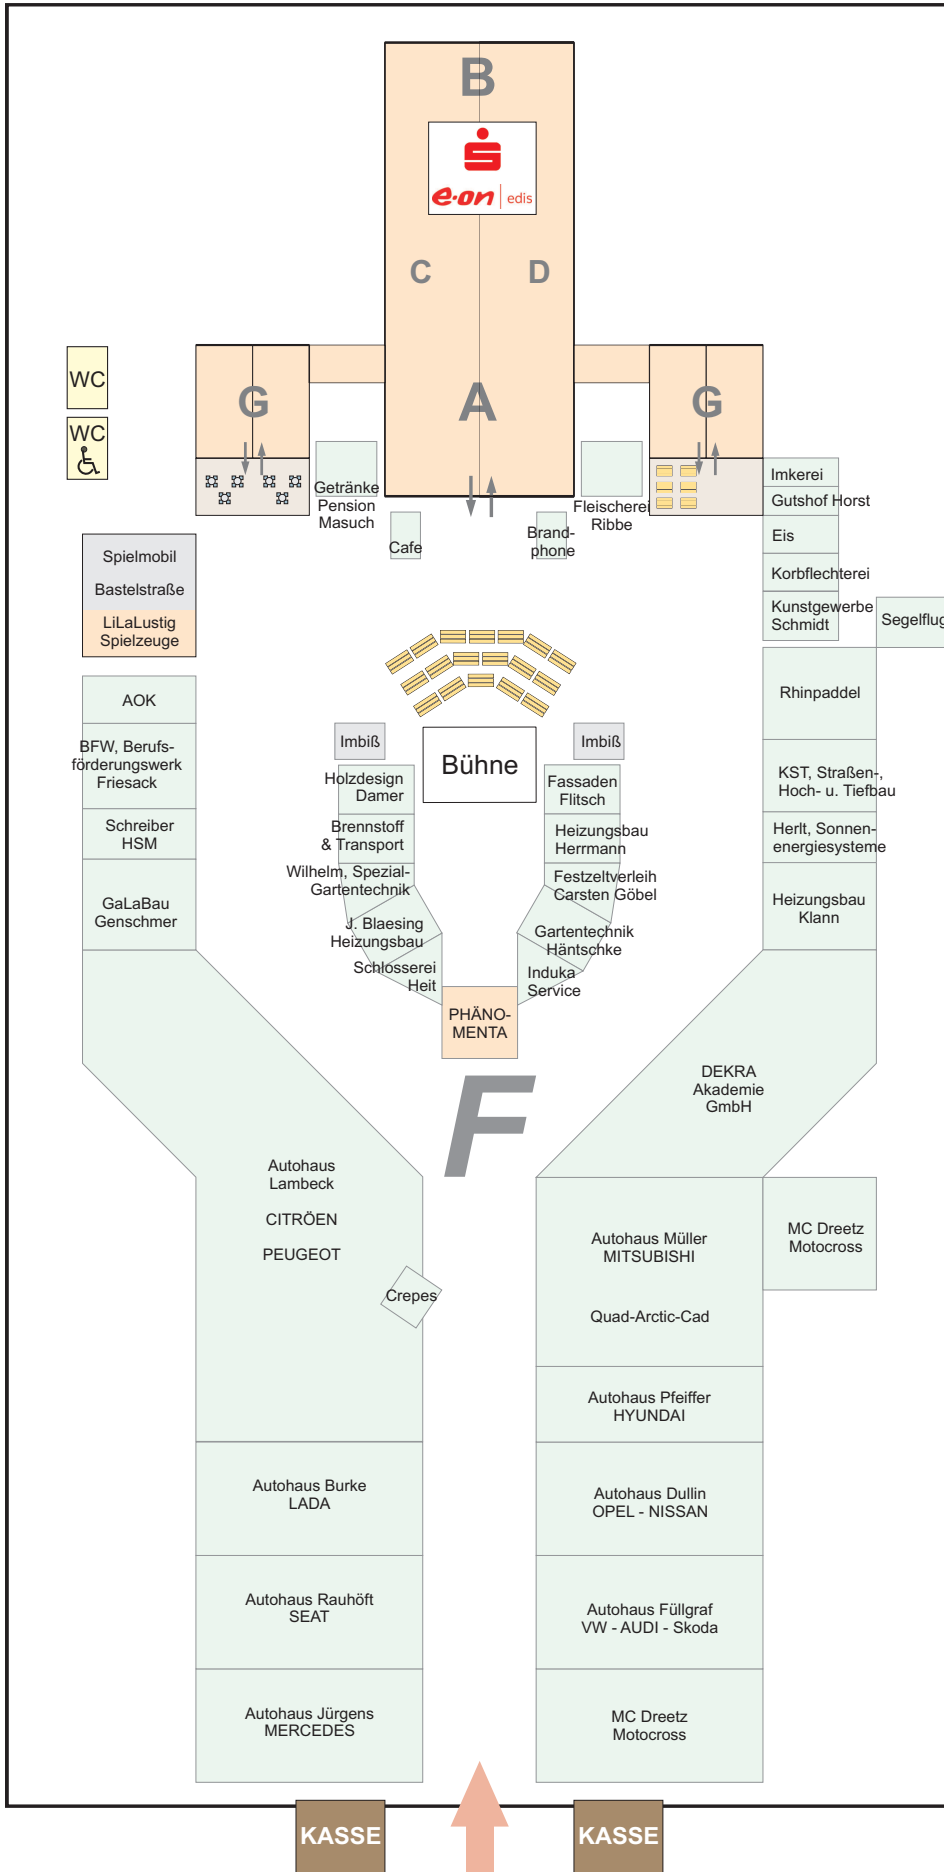 B
S
e·on | edis
C
D
WC
WC
G
A
G
Getränke
Pension
Masuch
Fleischerei
Ribbe
Cafe
Brand-
phone
Imkerei
Gutshof Horst
Eis
Korbflechterei
Kunstgewerbe
Schmidt
Segelflug
Spielmobil
Bastelstraße
LiLaLustig
Spielzeuge
AOK
BFW, Berufs-
förderungswerk
Friesack
Schreiber
HSM
GaLaBau
Genschmer
Imbiß
Bühne
Imbiß
Holzdesign
Damer
Brennstoff
& Transport
Wilhelm, Spezial-
Gartentechnik
J. Blaesing
Heizungsbau
Schlosserei
Heit
Fassaden
Flitsch
Heizungsbau
Herrmann
Festzeltverleih
Carsten Göbel
Gartentechnik
Häntschke
Induka
Service
PHÄNO-
MENTA
Rhinpaddel
KST, Straßen-,
Hoch- u. Tiefbau
Herlt, Sonnen-
energiesysteme
Heizungsbau
Klann
F
DEKRA
Akademie
GmbH
Autohaus
Lambeck
CITRÖEN
PEUGEOT
Crepes
Autohaus Müller
MITSUBISHI
Quad-Arctic-Cad
MC Dreetz
Motocross
Autohaus Pfeiffer
HYUNDAI
Autohaus Burke
LADA
Autohaus Dullin
OPEL - NISSAN
Autohaus Rauhöft
SEAT
Autohaus Füllgraf
VW - AUDI - Skoda
Autohaus Jürgens
MERCEDES
MC Dreetz
Motocross
KASSE
KASSE